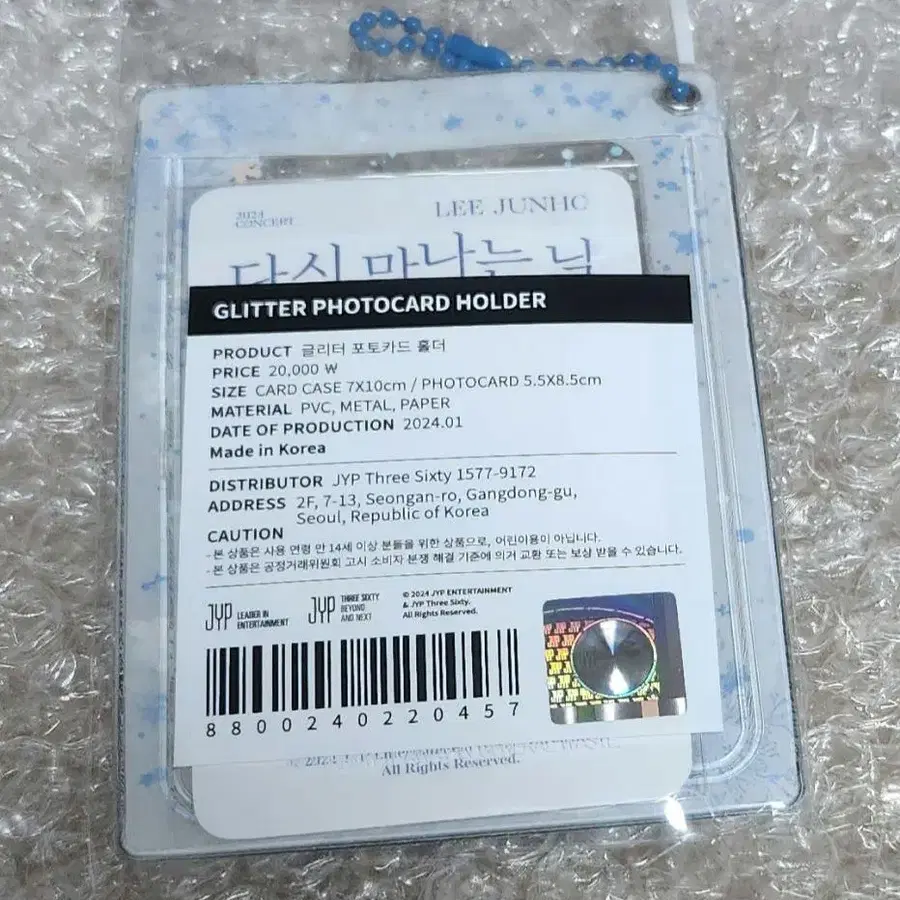 2024
CONCERT
LEE JUNHO
다시 만나는 날
GLITTER PHOTOCARD HOLDER
PRODUCT 글리터 포토카드 홀더
PRICE 20,000 ₩
SIZE CARD CASE 7X10cm / PHOTOCARD 5.5X8.5cm
MATERIAL PVC, METAL, PAPER
DATE OF PRODUCTION 2024.01
Made in Korea
DISTRIBUTOR JYP Three Sixty 1577-9172
ADDRESS 2F, 7-13, Seongan-ro, Gangdong-gu,
Seoul, Republic of Korea
CAUTION
- 본 상품은 사용 연령 만 14세 이상 분들을 위한 상품으로, 어린이용이 아닙니다.
- 본 상품은 공정거래위원회 고시 소비자 분쟁 해결 기준에 의거 교환 또는 보상 받을 수 있습니다.
JYP LEADER IN
ENTERTAINMENT
JYP THREE SIXTY
BEYOND
AND NEXT
© 2024 JYP ENTERTAINMENT
& JYP Three Sixty.
All Rights Reserved.
8800240220457
All Rights Reserved.